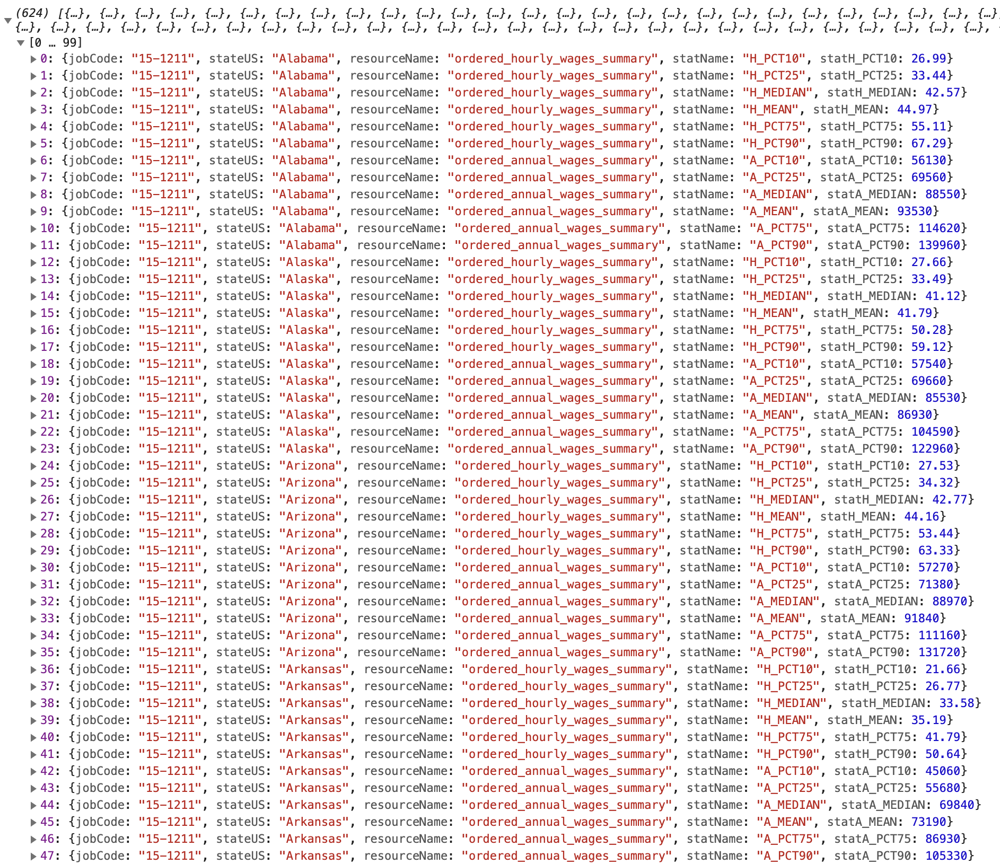 (624) [{…}, {…}, {…}, {…}, {…}, {…}, {…}, {…}, {…}, {…}, {…}, {…}, {…}, {…}, {…}, {…}, {…}, {…}, {…}, {…}, {…}, {…}, {…}, {…}, {…}, {…}, {…},
{…}, {…}, {…}, {…}, {…}, {…}, {…}, {…}, {…}, {…}, {…}, {…}, {…}, {…}, {…}, {…}, {…}, {…}, {…}, {…}, {…}, {…}, {…}, {…}, {…}, {…}, {…}, {…},
[0 … 99]
0: {jobCode: "15-1211", stateUS: "Alabama", resourceName: "ordered_hourly_wages_summary", statName: "H_PCT10", statH_PCT10: 26.99}
1: {jobCode: "15-1211", stateUS: "Alabama", resourceName: "ordered_hourly_wages_summary", statName: "H_PCT25", statH_PCT25: 33.44}
2: {jobCode: "15-1211", stateUS: "Alabama", resourceName: "ordered_hourly_wages_summary", statName: "H_MEDIAN", statH_MEDIAN: 42.57}
3: {jobCode: "15-1211", stateUS: "Alabama", resourceName: "ordered_hourly_wages_summary", statName: "H_MEAN", statH_MEAN: 44.97}
4: {jobCode: "15-1211", stateUS: "Alabama", resourceName: "ordered_hourly_wages_summary", statName: "H_PCT75", statH_PCT75: 55.11}
5: {jobCode: "15-1211", stateUS: "Alabama", resourceName: "ordered_hourly_wages_summary", statName: "H_PCT90", statH_PCT90: 67.29}
6: {jobCode: "15-1211", stateUS: "Alabama", resourceName: "ordered_annual_wages_summary", statName: "A_PCT10", statA_PCT10: 56130}
7: {jobCode: "15-1211", stateUS: "Alabama", resourceName: "ordered_annual_wages_summary", statName: "A_PCT25", statA_PCT25: 69560}
8: {jobCode: "15-1211", stateUS: "Alabama", resourceName: "ordered_annual_wages_summary", statName: "A_MEDIAN", statA_MEDIAN: 88550}
9: {jobCode: "15-1211", stateUS: "Alabama", resourceName: "ordered_annual_wages_summary", statName: "A_MEAN", statA_MEAN: 93530}
10: {jobCode: "15-1211", stateUS: "Alabama", resourceName: "ordered_annual_wages_summary", statName: "A_PCT75", statA_PCT75: 114620}
11: {jobCode: "15-1211", stateUS: "Alabama", resourceName: "ordered_annual_wages_summary", statName: "A_PCT90", statA_PCT90: 139960}
12: {jobCode: "15-1211", stateUS: "Alaska", resourceName: "ordered_hourly_wages_summary", statName: "H_PCT10", statH_PCT10: 27.66}
13: {jobCode: "15-1211", stateUS: "Alaska", resourceName: "ordered_hourly_wages_summary", statName: "H_PCT25", statH_PCT25: 33.49}
14: {jobCode: "15-1211", stateUS: "Alaska", resourceName: "ordered_hourly_wages_summary", statName: "H_MEDIAN", statH_MEDIAN: 41.12}
15: {jobCode: "15-1211", stateUS: "Alaska", resourceName: "ordered_hourly_wages_summary", statName: "H_MEAN", statH_MEAN: 41.79}
16: {jobCode: "15-1211", stateUS: "Alaska", resourceName: "ordered_hourly_wages_summary", statName: "H_PCT75", statH_PCT75: 50.28}
17: {jobCode: "15-1211", stateUS: "Alaska", resourceName: "ordered_hourly_wages_summary", statName: "H_PCT90", statH_PCT90: 59.12}
18: {jobCode: "15-1211", stateUS: "Alaska", resourceName: "ordered_annual_wages_summary", statName: "A_PCT10", statA_PCT10: 57540}
19: {jobCode: "15-1211", stateUS: "Alaska", resourceName: "ordered_annual_wages_summary", statName: "A_PCT25", statA_PCT25: 69660}
20: {jobCode: "15-1211", stateUS: "Alaska", resourceName: "ordered_annual_wages_summary", statName: "A_MEDIAN", statA_MEDIAN: 85530}
21: {jobCode: "15-1211", stateUS: "Alaska", resourceName: "ordered_annual_wages_summary", statName: "A_MEAN", statA_MEAN: 86930}
22: {jobCode: "15-1211", stateUS: "Alaska", resourceName: "ordered_annual_wages_summary", statName: "A_PCT75", statA_PCT75: 104590}
23: {jobCode: "15-1211", stateUS: "Alaska", resourceName: "ordered_annual_wages_summary", statName: "A_PCT90", statA_PCT90: 122960}
24: {jobCode: "15-1211", stateUS: "Arizona", resourceName: "ordered_hourly_wages_summary", statName: "H_PCT10", statH_PCT10: 27.53}
25: {jobCode: "15-1211", stateUS: "Arizona", resourceName: "ordered_hourly_wages_summary", statName: "H_PCT25", statH_PCT25: 34.32}
26: {jobCode: "15-1211", stateUS: "Arizona", resourceName: "ordered_hourly_wages_summary", statName: "H_MEDIAN", statH_MEDIAN: 42.77}
27: {jobCode: "15-1211", stateUS: "Arizona", resourceName: "ordered_hourly_wages_summary", statName: "H_MEAN", statH_MEAN: 44.16}
28: {jobCode: "15-1211", stateUS: "Arizona", resourceName: "ordered_hourly_wages_summary", statName: "H_PCT75", statH_PCT75: 53.44}
29: {jobCode: "15-1211", stateUS: "Arizona", resourceName: "ordered_hourly_wages_summary", statName: "H_PCT90", statH_PCT90: 63.33}
30: {jobCode: "15-1211", stateUS: "Arizona", resourceName: "ordered_annual_wages_summary", statName: "A_PCT10", statA_PCT10: 57270}
31: {jobCode: "15-1211", stateUS: "Arizona", resourceName: "ordered_annual_wages_summary", statName: "A_PCT25", statA_PCT25: 71380}
32: {jobCode: "15-1211", stateUS: "Arizona", resourceName: "ordered_annual_wages_summary", statName: "A_MEDIAN", statA_MEDIAN: 88970}
33: {jobCode: "15-1211", stateUS: "Arizona", resourceName: "ordered_annual_wages_summary", statName: "A_MEAN", statA_MEAN: 91840}
34: {jobCode: "15-1211", stateUS: "Arizona", resourceName: "ordered_annual_wages_summary", statName: "A_PCT75", statA_PCT75: 111160}
35: {jobCode: "15-1211", stateUS: "Arizona", resourceName: "ordered_annual_wages_summary", statName: "A_PCT90", statA_PCT90: 131720}
36: {jobCode: "15-1211", stateUS: "Arkansas", resourceName: "ordered_hourly_wages_summary", statName: "H_PCT10", statH_PCT10: 21.66}
37: {jobCode: "15-1211", stateUS: "Arkansas", resourceName: "ordered_hourly_wages_summary", statName: "H_PCT25", statH_PCT25: 26.77}
38: {jobCode: "15-1211", stateUS: "Arkansas", resourceName: "ordered_hourly_wages_summary", statName: "H_MEDIAN", statH_MEDIAN: 33.58}
39: {jobCode: "15-1211", stateUS: "Arkansas", resourceName: "ordered_hourly_wages_summary", statName: "H_MEAN", statH_MEAN: 35.19}
40: {jobCode: "15-1211", stateUS: "Arkansas", resourceName: "ordered_hourly_wages_summary", statName: "H_PCT75", statH_PCT75: 41.79}
41: {jobCode: "15-1211", stateUS: "Arkansas", resourceName: "ordered_hourly_wages_summary", statName: "H_PCT90", statH_PCT90: 50.64}
42: {jobCode: "15-1211", stateUS: "Arkansas", resourceName: "ordered_annual_wages_summary", statName: "A_PCT10", statA_PCT10: 45060}
43: {jobCode: "15-1211", stateUS: "Arkansas", resourceName: "ordered_annual_wages_summary", statName: "A_PCT25", statA_PCT25: 55680}
44: {jobCode: "15-1211", stateUS: "Arkansas", resourceName: "ordered_annual_wages_summary", statName: "A_MEDIAN", statA_MEDIAN: 69840}
45: {jobCode: "15-1211", stateUS: "Arkansas", resourceName: "ordered_annual_wages_summary", statName: "A_MEAN", statA_MEAN: 73190}
46: {jobCode: "15-1211", stateUS: "Arkansas", resourceName: "ordered_annual_wages_summary", statName: "A_PCT75", statA_PCT75: 86930}
47: {jobCode: "15-1211", stateUS: "Arkansas", resourceName: "ordered_annual_wages_summary", statName: "A_PCT90", statA_PCT90: 105330}